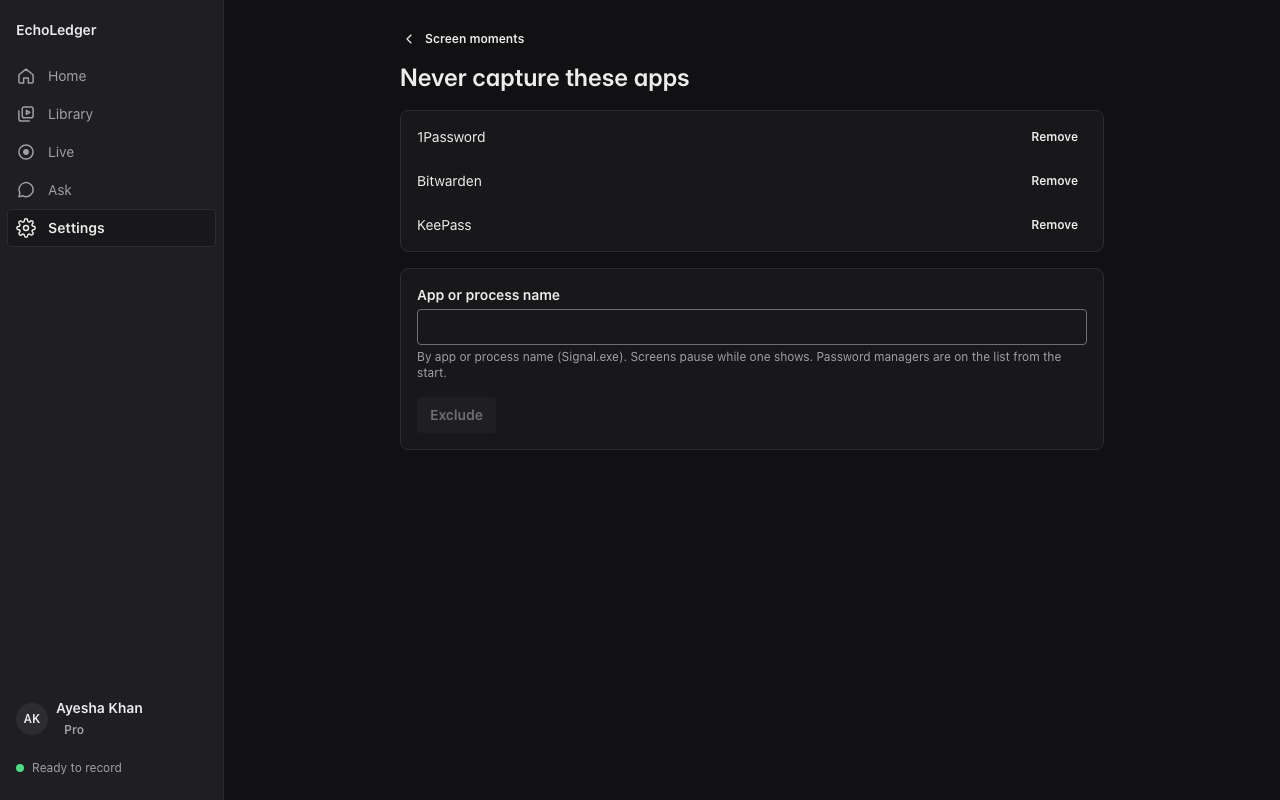 EchoLedger
Home
Library
Live
Ask
Settings
AK
Ayesha Khan
Pro
Ready to record
Screen moments
Never capture these apps
1Password Remove
Bitwarden Remove
KeePass Remove
App or process name
By app or process name (Signal.exe). Screens pause while one shows. Password managers are on the list from the
start.
Exclude